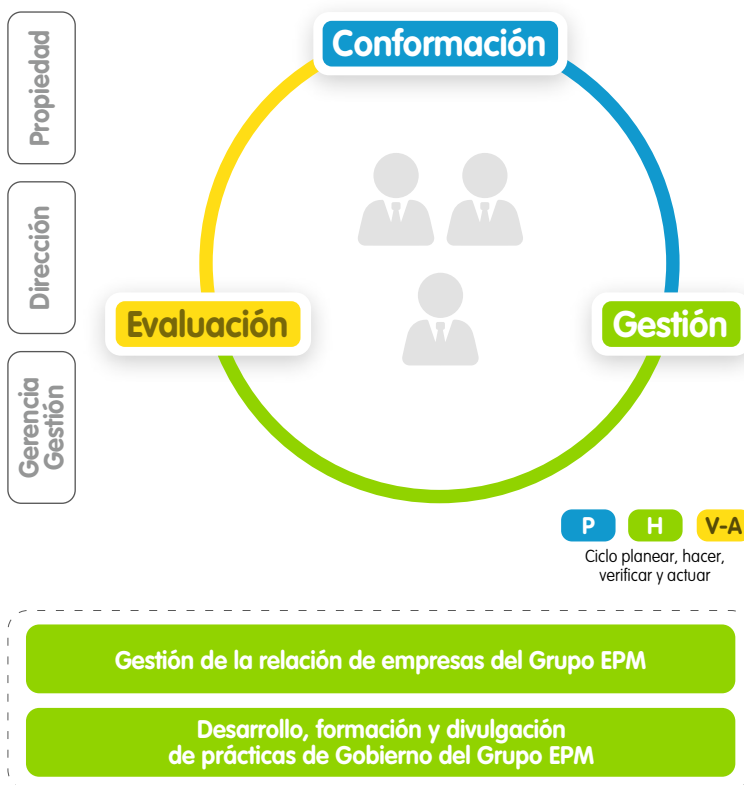 Propiedad
Dirección
Gerencia
Gestión
Conformación
Evaluación
Gestión
P H V-A
Ciclo planear, hacer,
verificar y actuar
Gestión de la relación de empresas del Grupo EPM
Desarrollo, formación y divulgación
de prácticas de Gobierno del Grupo EPM